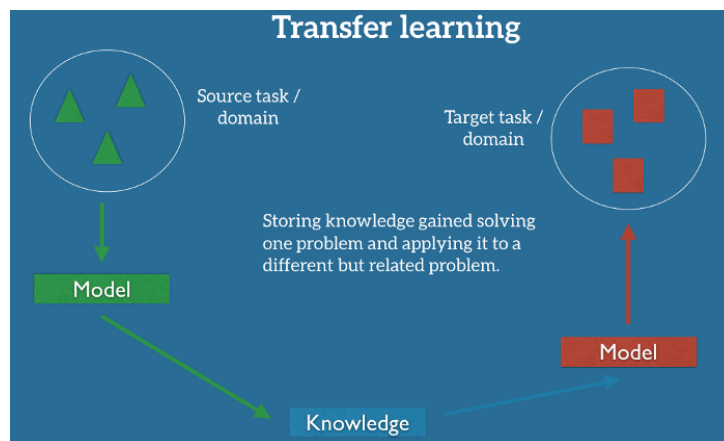 Transfer learning
Source task /
domain
Target task /
domain
Storing knowledge gained solving
one problem and applying it to a
different but related problem.
Model
Model
Knowledge